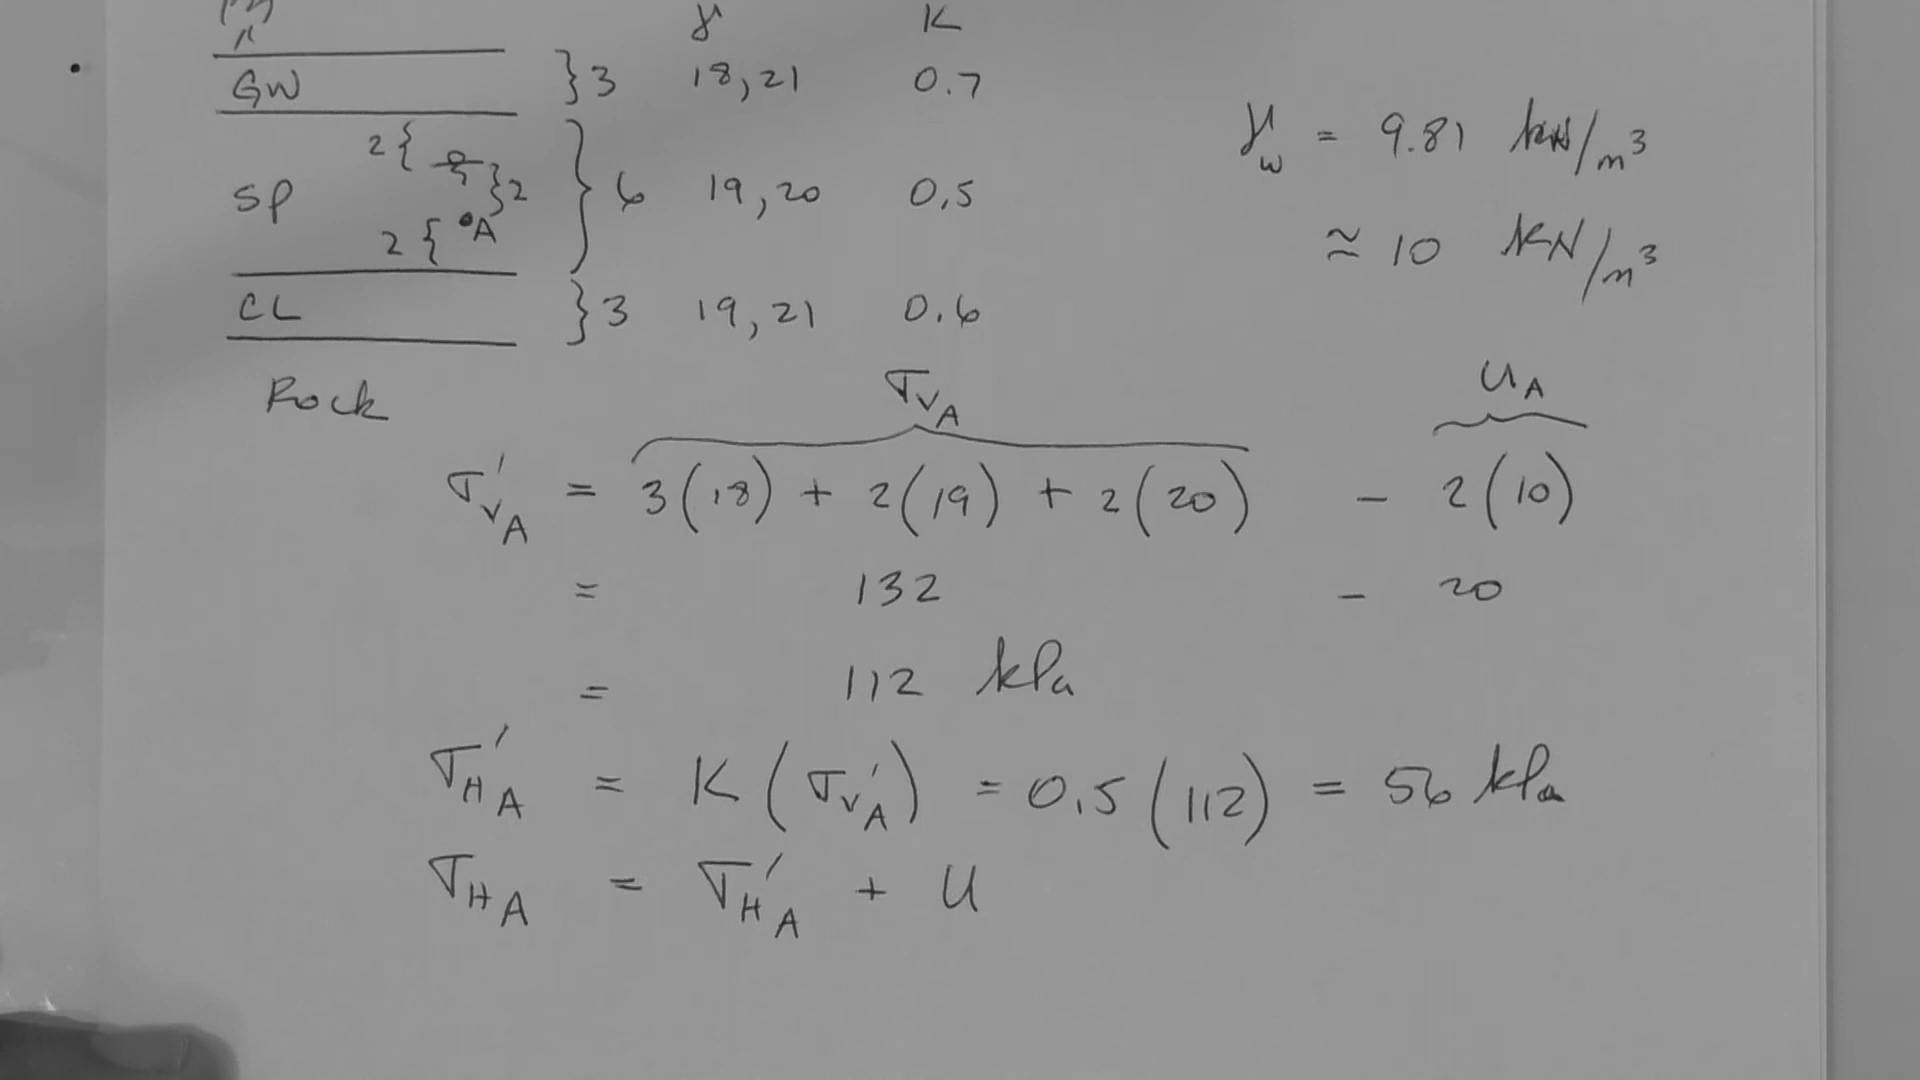 γ K
GW }3 18,21 0.7
2{ }2
SP }6 19,20 0.5
2{ •A
CL }3 19,21 0.6
Rock
γw = 9.81 kN/m³
≈ 10 kN/m³
σvA uA
σ'vA = 3(18) + 2(19) + 2(20) - 2(10)
= 132 - 20
= 112 kPa
σ'HA = K(σ'vA) = 0.5(112) = 56 kPa
σHA = σ'HA + u